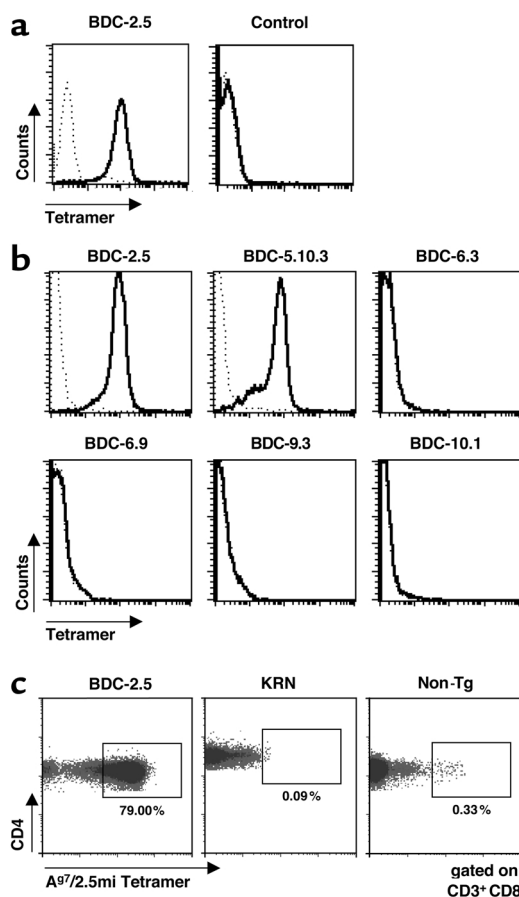 a
BDC-2.5 Control
Counts
Tetramer
b
BDC-2.5 BDC-5.10.3 BDC-6.3
BDC-6.9 BDC-9.3 BDC-10.1
Counts
Tetramer
c
BDC-2.5 KRN Non-Tg
79.00% 0.09% 0.33%
CD4
Ag7/2.5mi Tetramer
gated on
CD3+ CD8